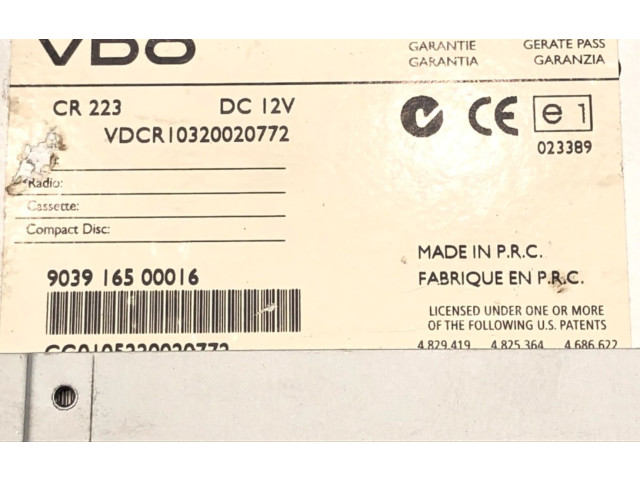 VDO
GARANTIE GERÄTE PASS
GARANTIA GARANZIA
CR 223 DC 12V
VDCR10320020772
e 1
023389
Radio:
Cassette:
Compact Disc:
MADE IN P.R.C.
FABRIQUE EN P.R.C.
9039 165 00016
LICENSED UNDER ONE OR MORE
OF THE FOLLOWING U.S. PATENTS
4.829.419 4.825.364 4.686.622